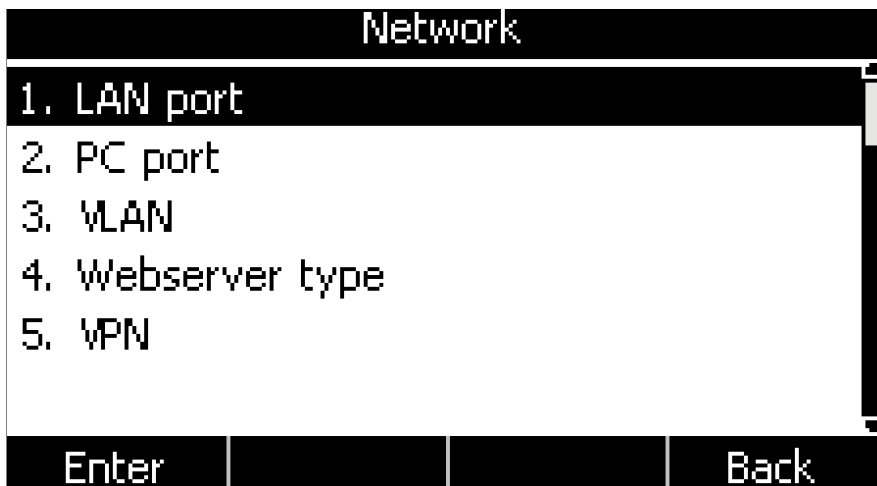 Network
1. LAN port
2. PC port
3. VLAN
4. Webserver type
5. VPN
Enter Back